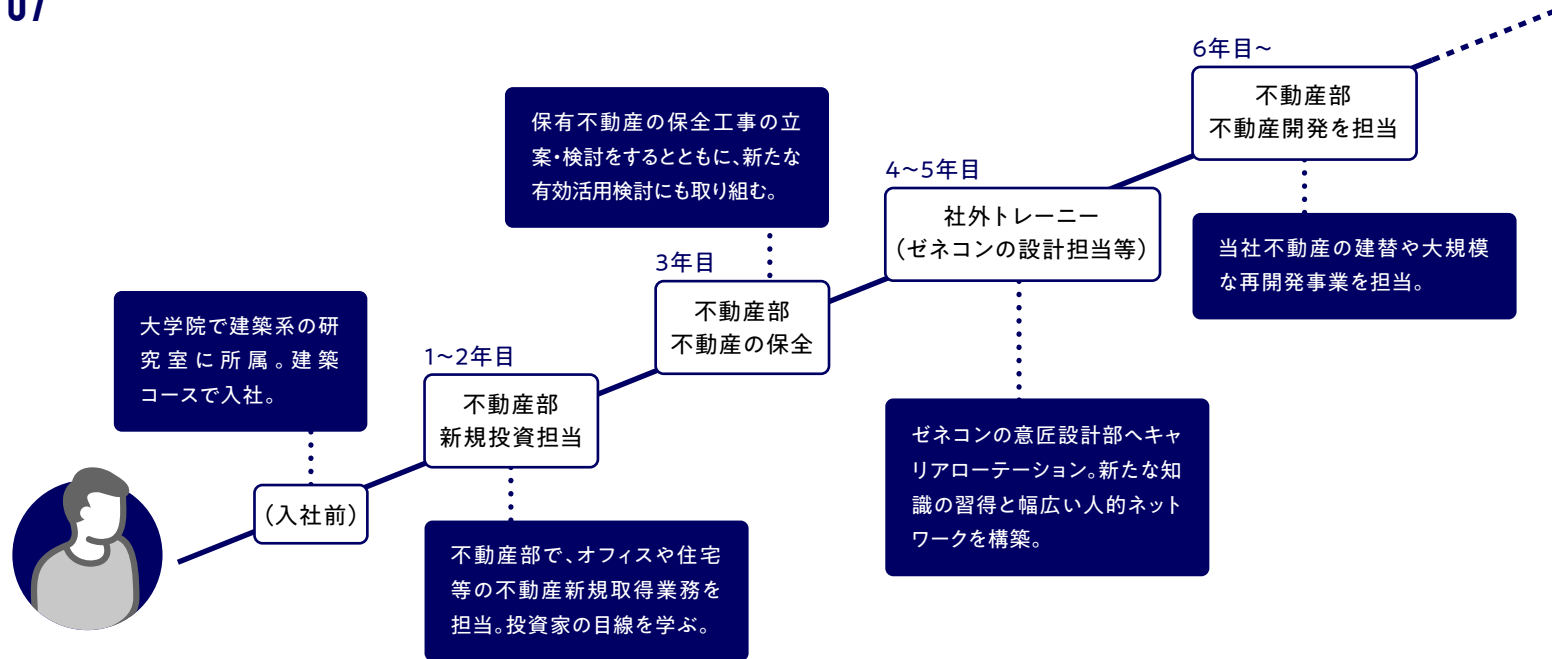 07
(入社前)
大学院で建築系の研
究室に所属。建築
コースで入社。
1~2年目
不動産部
新規投資担当
不動産部で、オフィスや住宅
等の不動産新規取得業務を
担当。投資家の目線を学ぶ。
3年目
不動産部
不動産の保全
保有不動産の保全工事の立
案・検討をするとともに、新たな
有効活用検討にも取り組む。
4~5年目
社外トレーニー
(ゼネコンの設計担当等)
ゼネコンの意匠設計部へキャ
リアローテーション。新たな知
識の習得と幅広い人的ネット
ワークを構築。
6年目~
不動産部
不動産開発を担当
当社不動産の建替や大規模
な再開発事業を担当。